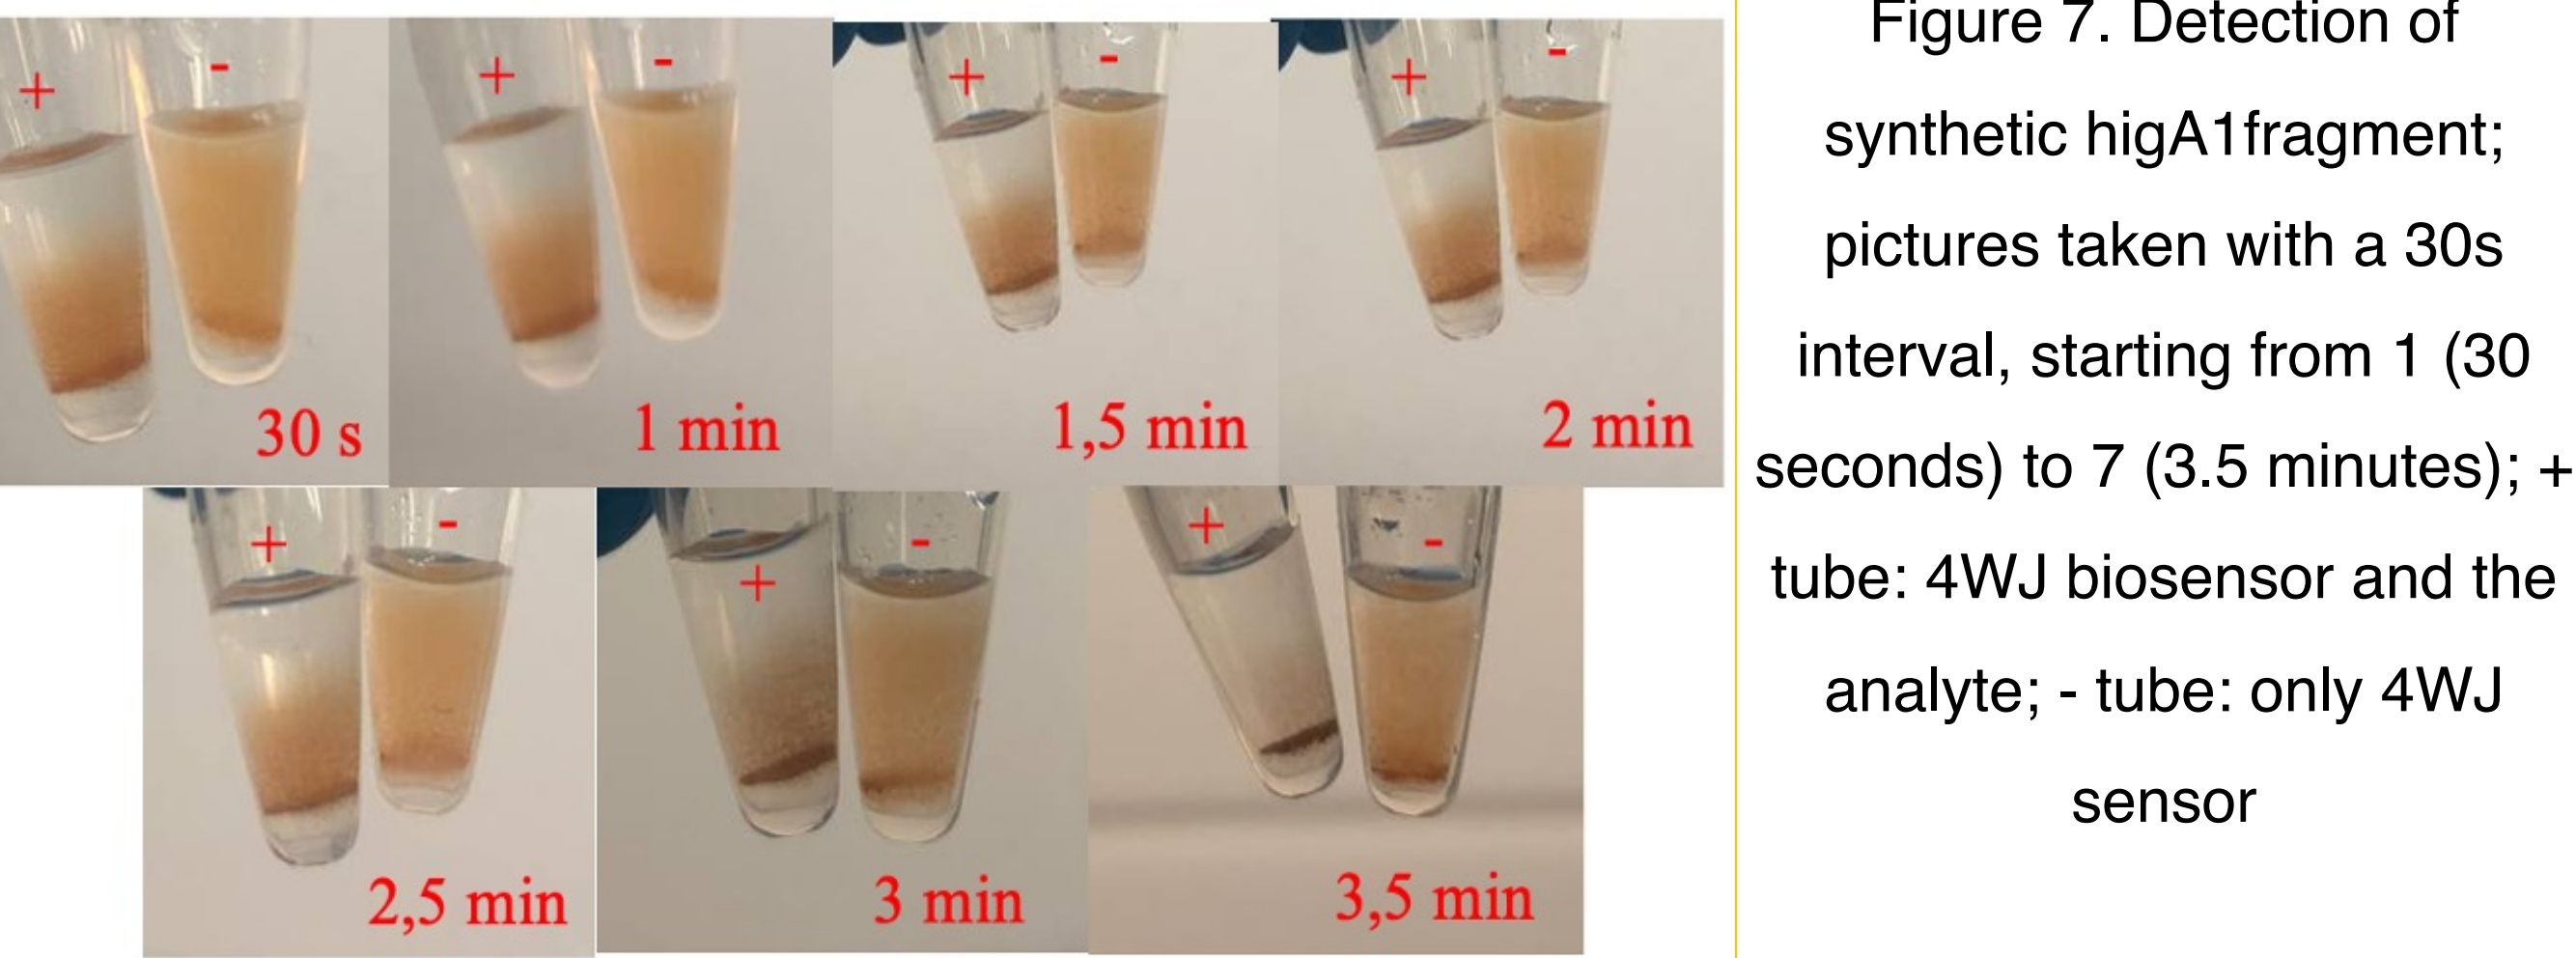 + -
30 s
+ -
1 min
+ -
1,5 min
+ -
2 min
+ -
2,5 min
+ -
3 min
+ -
3,5 min
Figure 7. Detection of
synthetic higA1fragment;
pictures taken with a 30s
interval, starting from 1 (30
seconds) to 7 (3.5 minutes); +
tube: 4WJ biosensor and the
analyte; - tube: only 4WJ
sensor